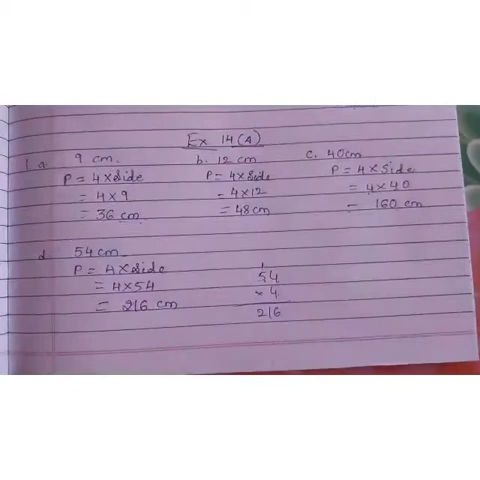 Ex 14(A)
1 a. 9 cm.
P = 4 x side
= 4 x 9
= 36 cm
b. 12 cm
P = 4 x side
= 4 x 12
= 48 cm
c. 40 cm
P = 4 x side
= 4 x 40
= 160 cm
d 54 cm
P = 4 x side
= 4 x 54
= 216 cm
1
54
x 4
216